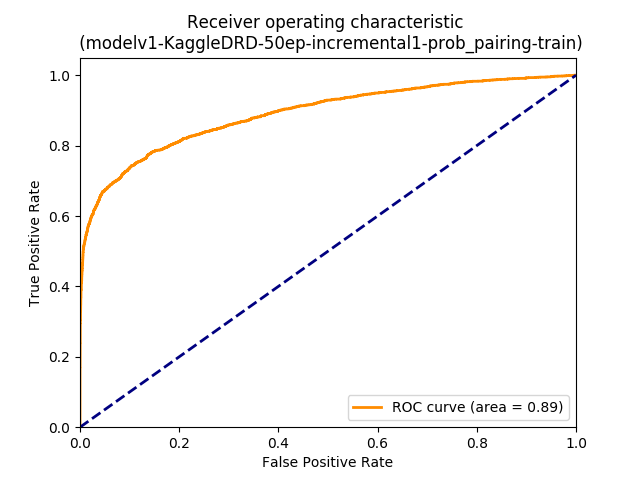 Receiver operating characteristic
(modelv1-KaggleDRD-50ep-incremental1-prob_pairing-train)
1.0
0.8
0.6
0.4
0.2
0.0
True Positive Rate
ROC curve (area = 0.89)
0.0 0.2 0.4 0.6 0.8 1.0
False Positive Rate